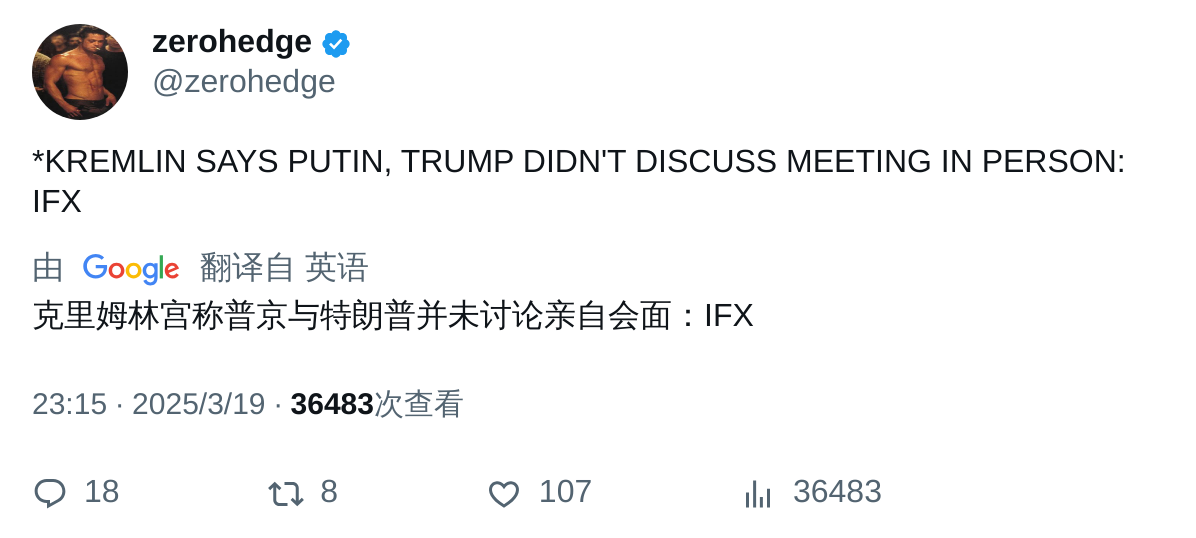 zerohedge
@zerohedge
*KREMLIN SAYS PUTIN, TRUMP DIDN'T DISCUSS MEETING IN PERSON:
IFX
由 Google 翻译自 英语
克里姆林宫称普京与特朗普并未讨论亲自会面：IFX
23:15 · 2025/3/19 · 36483次查看
18 8 107 36483